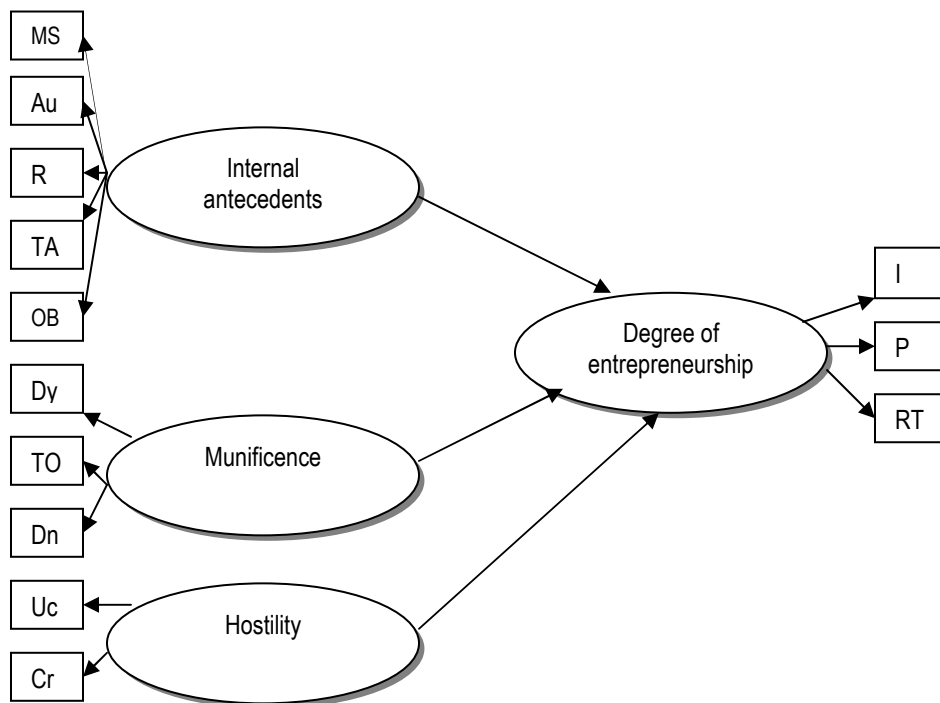 MS
Au
R
TA
OB
Internal
antecedents
Dy
TO
Dn
Munificence
Uc
Cr
Hostility
Degree of
entrepreneurship
I
P
RT